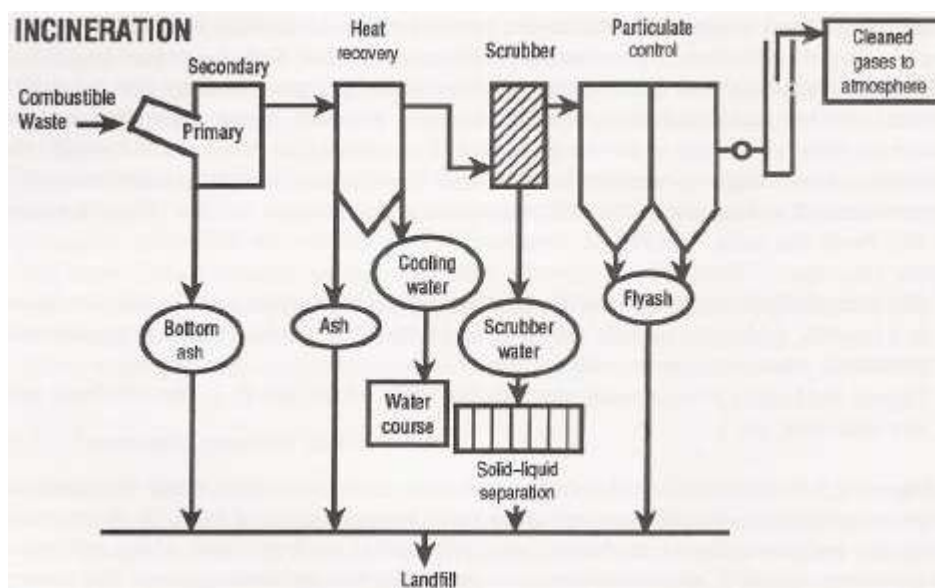 INCINERATION
Heat
recovery
Scrubber
Particulate
control
Cleaned
gases to
atmosphere
Secondary
Combustible
Waste
Primary
Cooling
water
Bottom
ash
Ash
Scrubber
water
Flyash
Water
course
Solid–liquid
separation
Landfill